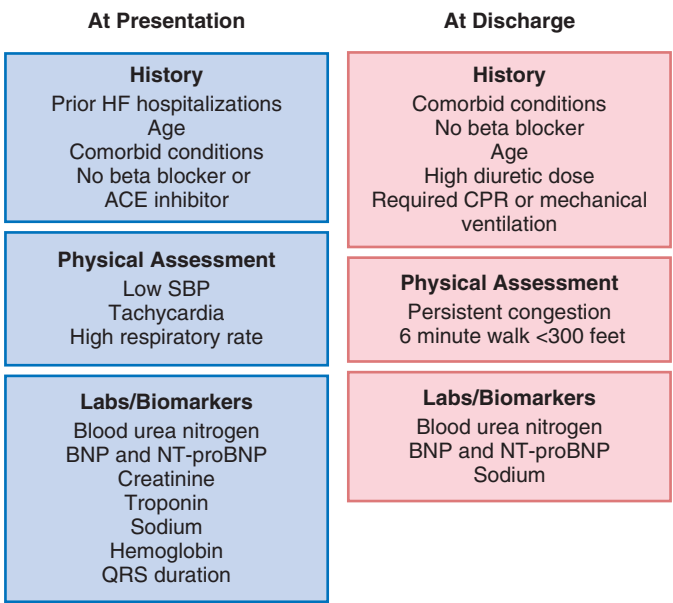 At Presentation
History
Prior HF hospitalizations
Age
Comorbid conditions
No beta blocker or
ACE inhibitor
Physical Assessment
Low SBP
Tachycardia
High respiratory rate
Labs/Biomarkers
Blood urea nitrogen
BNP and NT-proBNP
Creatinine
Troponin
Sodium
Hemoglobin
QRS duration
At Discharge
History
Comorbid conditions
No beta blocker
Age
High diuretic dose
Required CPR or mechanical
ventilation
Physical Assessment
Persistent congestion
6 minute walk <300 feet
Labs/Biomarkers
Blood urea nitrogen
BNP and NT-proBNP
Sodium